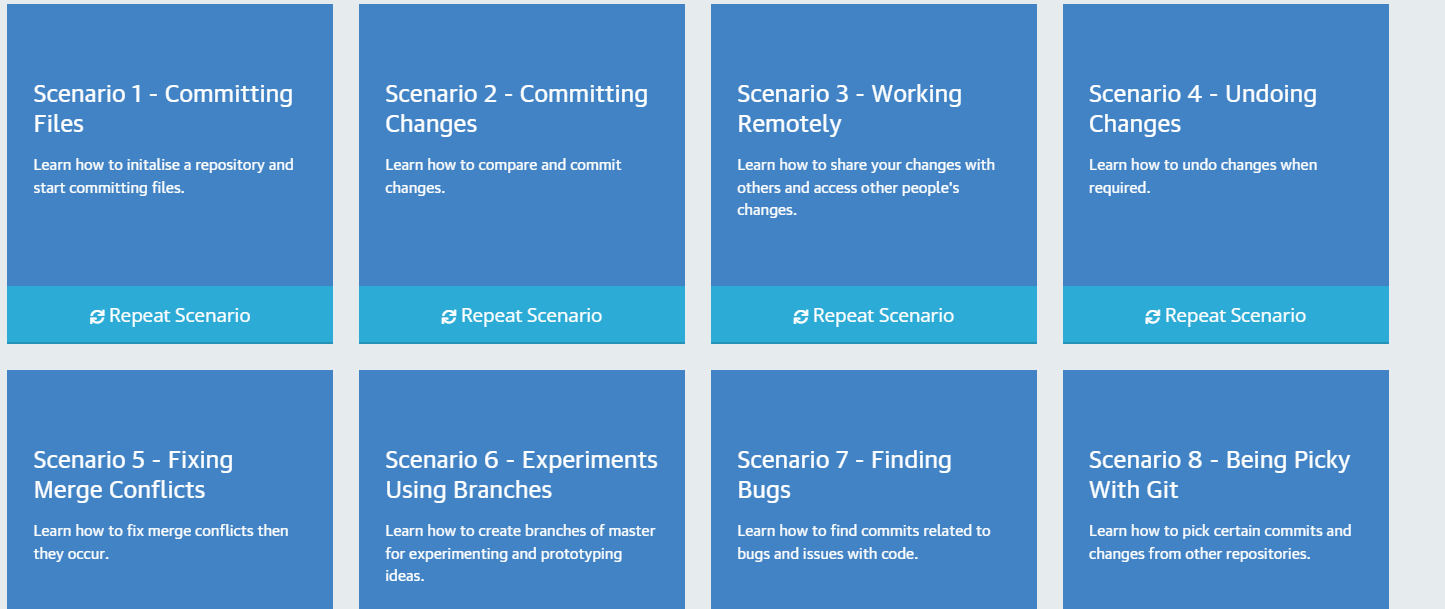 Scenario 1 - Committing
Files
Learn how to initalise a repository and
start committing files.
Repeat Scenario
Scenario 2 - Committing
Changes
Learn how to compare and commit
changes.
Repeat Scenario
Scenario 3 - Working
Remotely
Learn how to share your changes with
others and access other people's
changes.
Repeat Scenario
Scenario 4 - Undoing
Changes
Learn how to undo changes when
required.
Repeat Scenario
Scenario 5 - Fixing
Merge Conflicts
Learn how to fix merge conflicts then
they occur.
Scenario 6 - Experiments
Using Branches
Learn how to create branches of master
for experimenting and prototyping
ideas.
Scenario 7 - Finding
Bugs
Learn how to find commits related to
bugs and issues with code.
Scenario 8 - Being Picky
With Git
Learn how to pick certain commits and
changes from other repositories.